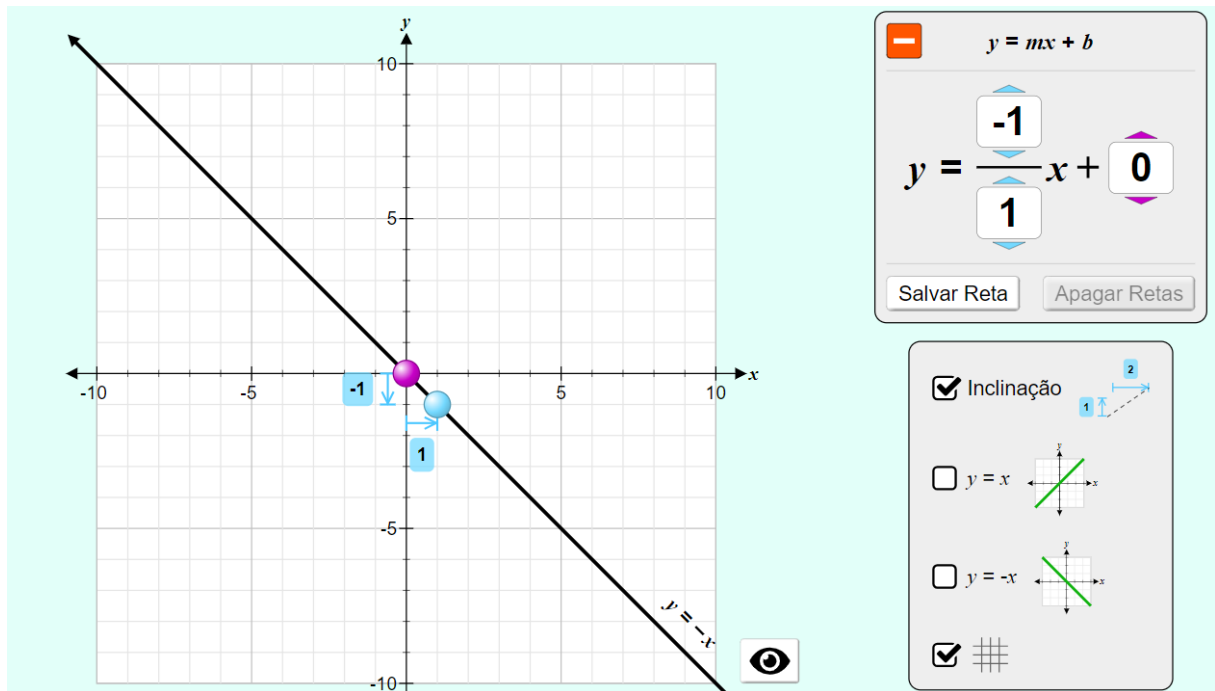 y
10
5
-10
-5
5
10
x
-1
1
-5
-10
y = -x
y = mx + b
y = -1/1 x + 0
Salvar Reta
Apagar Retas
Inclinação
2
1
y = x
y
x
y = -x
y
x